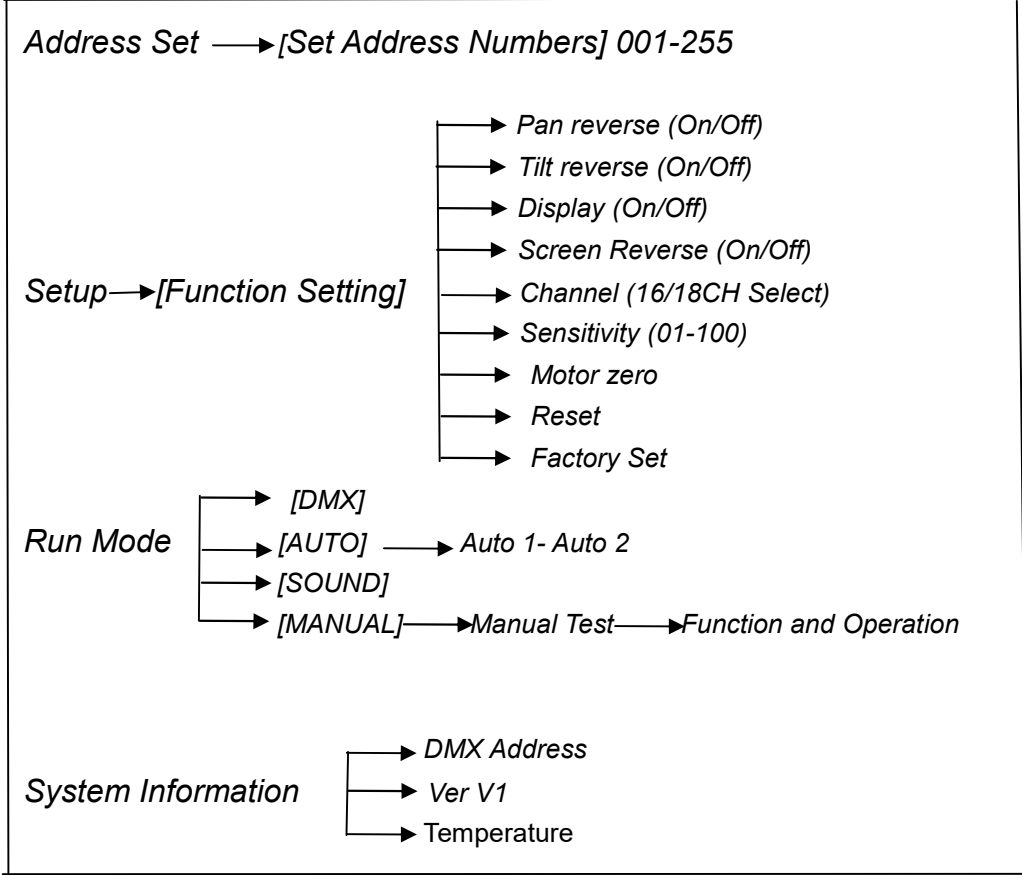 Address Set [Set Address Numbers] 001-255
Pan reverse (On/Off)
Tilt reverse (On/Off)
Display (On/Off)
Screen Reverse (On/Off)
Setup [Function Setting]
Channel (16/18CH Select)
Sensitivity (01-100)
Motor zero
Reset
Factory Set
[DMX]
Run Mode [AUTO] Auto 1- Auto 2
[SOUND]
[MANUAL] Manual Test Function and Operation
DMX Address
System Information Ver V1
Temperature